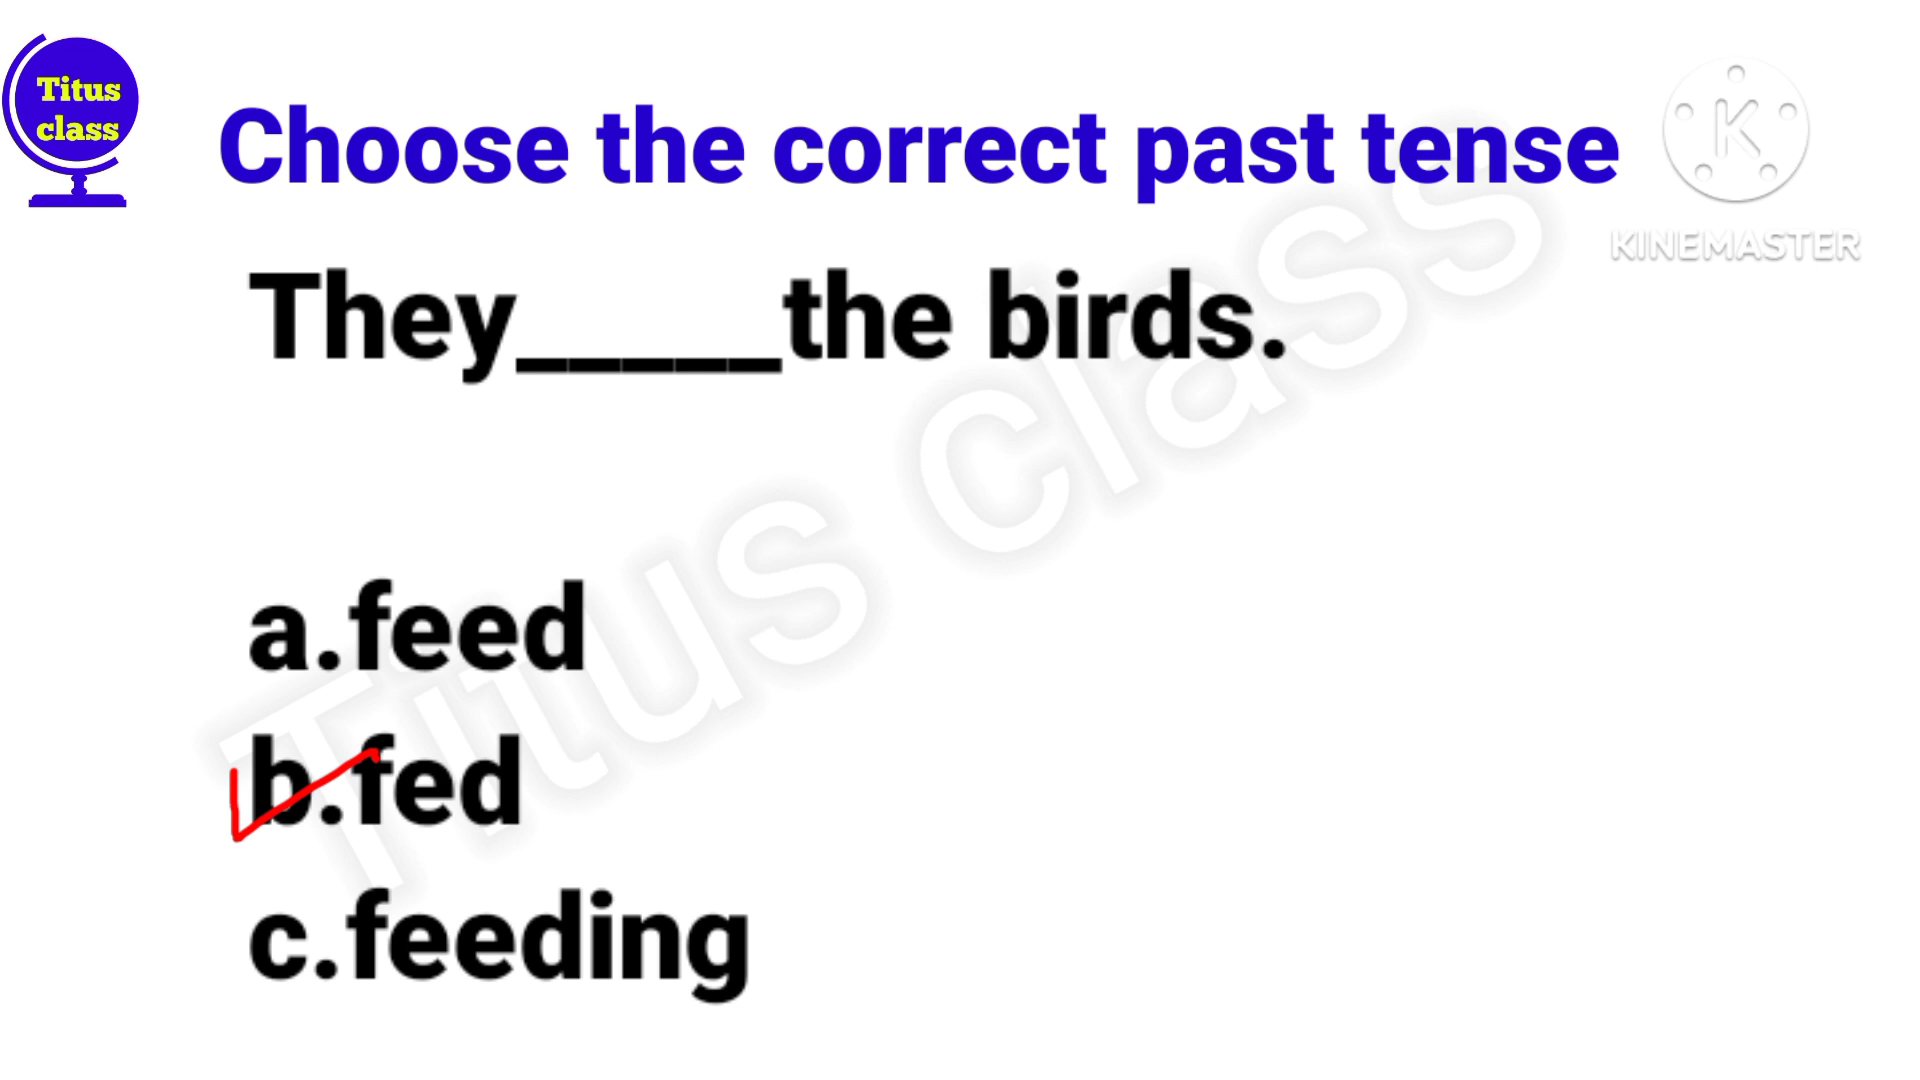 Titus
class
Choose the correct past tense
K
KINEMASTER
They_____the birds.
Titus class
a.feed
b.fed
c.feeding